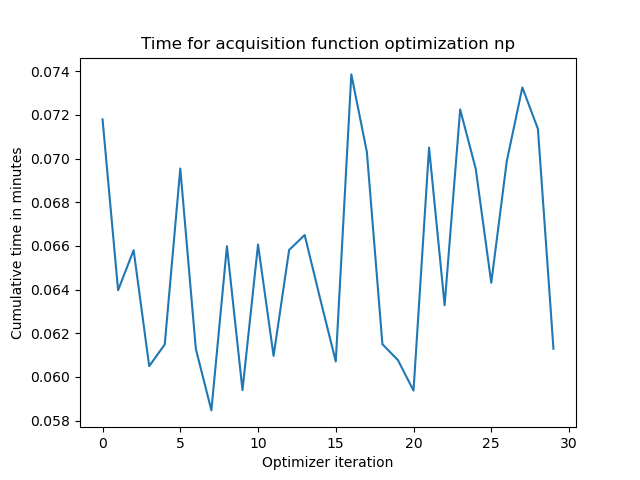 Time for acquisition function optimization np
Cumulative time in minutes
0.074
0.072
0.070
0.068
0.066
0.064
0.062
0.060
0.058
0 5 10 15 20 25 30
Optimizer iteration